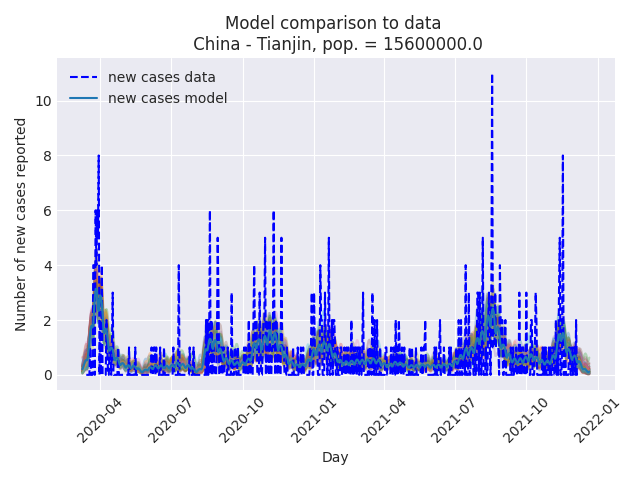 Model comparison to data
China - Tianjin, pop. = 15600000.0
new cases data
new cases model
Number of new cases reported
10
8
6
4
2
0
2020-04
2020-07
2020-10
2021-01
2021-04
2021-07
2021-10
2022-01
Day